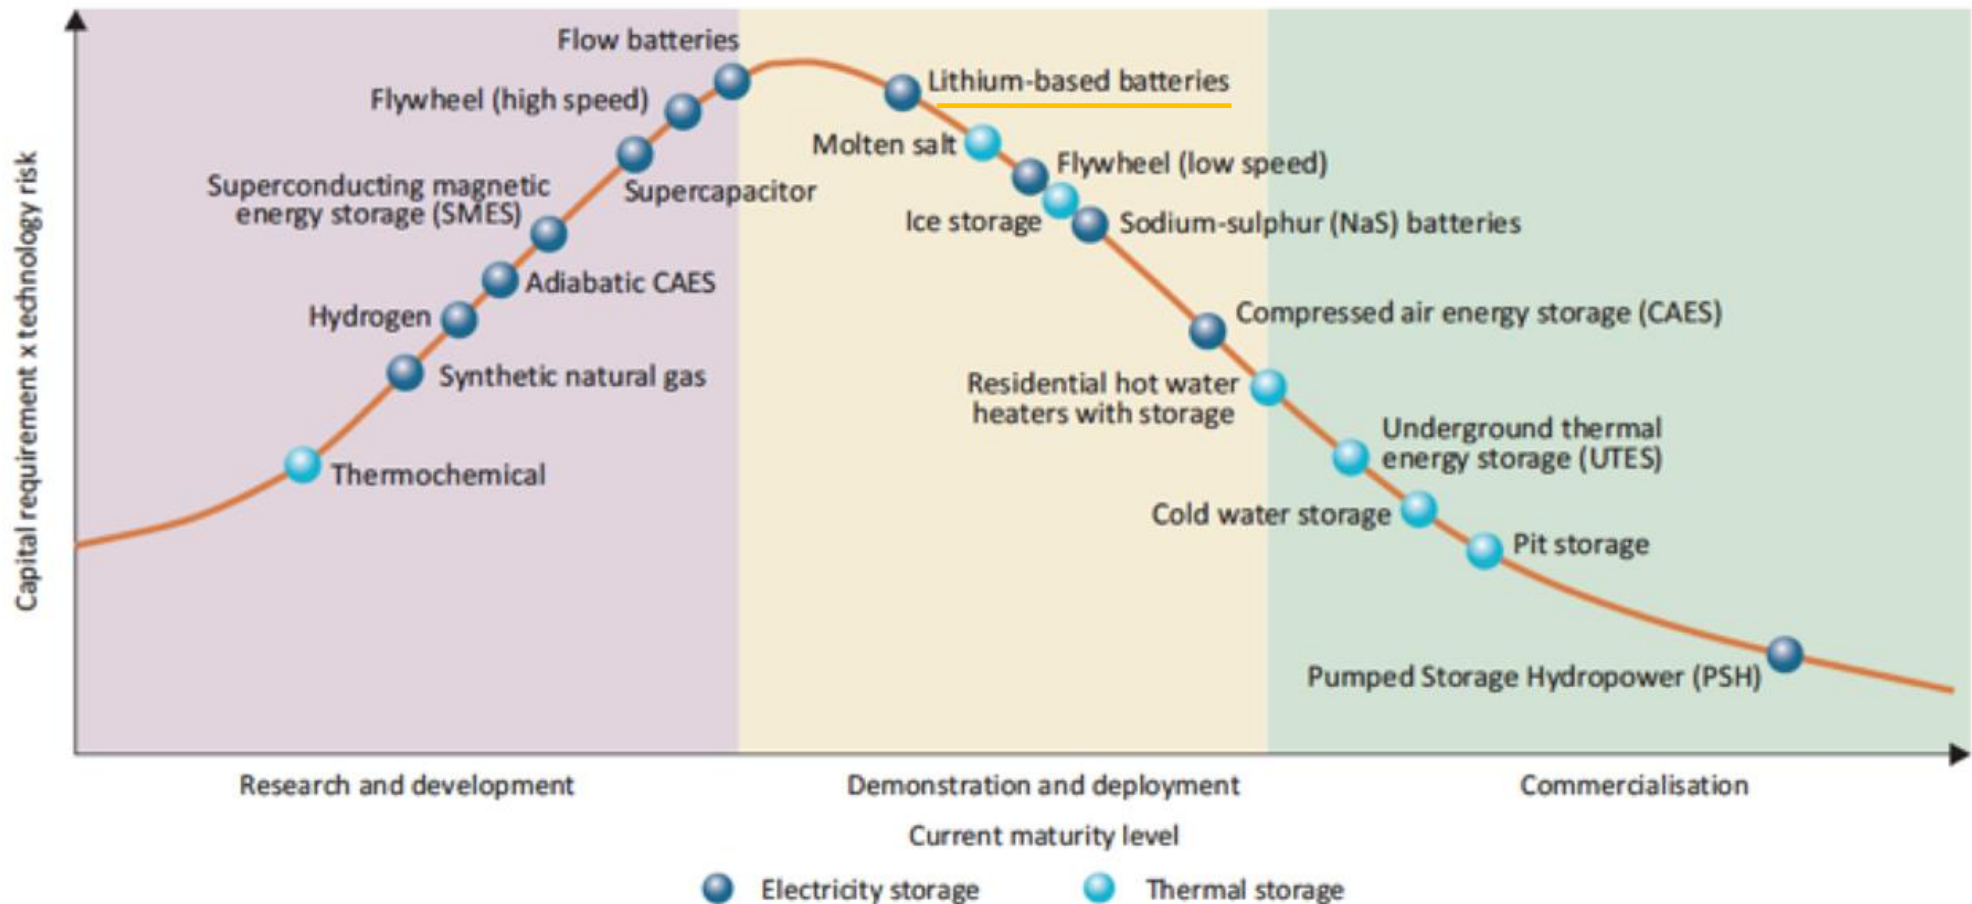 Capital requirement x technology risk
Flow batteries
Flywheel (high speed)
Superconducting magnetic
energy storage (SMES)
Supercapacitor
Adiabatic CAES
Hydrogen
Synthetic natural gas
Thermochemical
Lithium-based batteries
Molten salt
Flywheel (low speed)
Ice storage
Sodium-sulphur (NaS) batteries
Compressed air energy storage (CAES)
Residential hot water
heaters with storage
Underground thermal
energy storage (UTES)
Cold water storage
Pit storage
Pumped Storage Hydropower (PSH)
Research and development
Demonstration and deployment
Commercialisation
Current maturity level
Electricity storage
Thermal storage